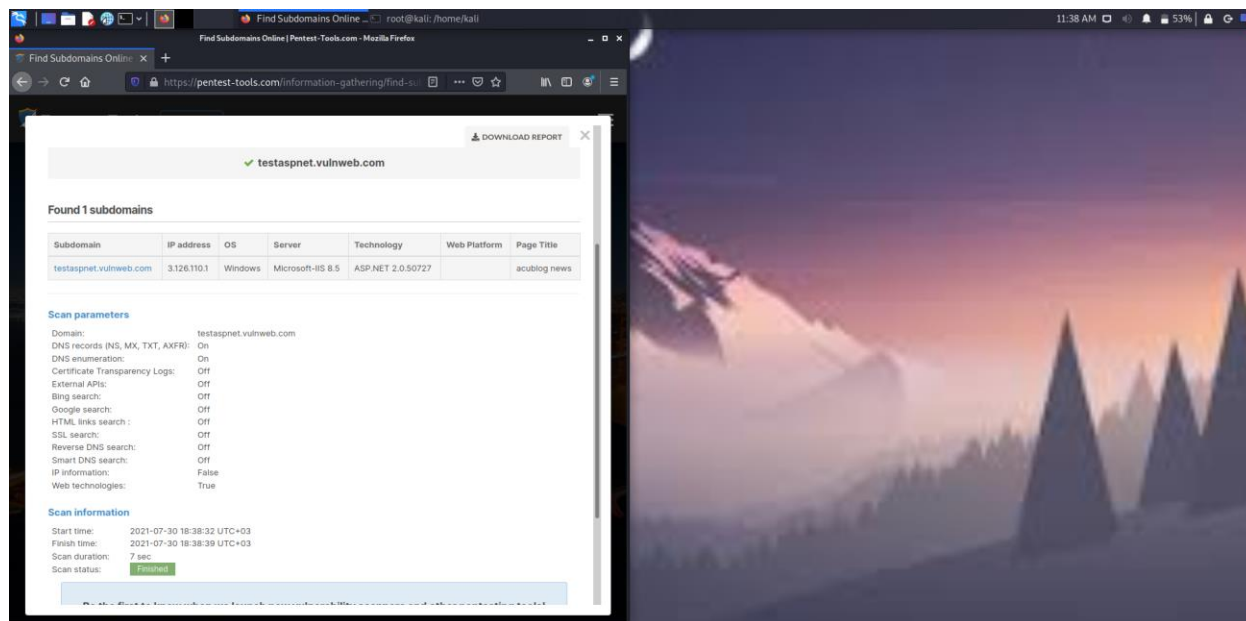 Find Subdomains Online ...
root@kali: /home/kali
11:38 AM
53%
Find Subdomains Online | Pentest-Tools.com - Mozilla Firefox
Find Subdomains Online
https://pentest-tools.com/information-gathering/find-su
DOWNLOAD REPORT
testaspnet.vulnweb.com
Found 1 subdomains
Subdomain IP address OS Server Technology Web Platform Page Title
testaspnet.vulnweb.com 3.126.110.1 Windows Microsoft-IIS 8.5 ASP.NET 2.0.50727 acublog news
Scan parameters
Domain: testaspnet.vulnweb.com
DNS records (NS, MX, TXT, AXFR): On
DNS enumeration: On
Certificate Transparency Logs: Off
External APIs: Off
Bing search: Off
Google search: Off
HTML links search : Off
SSL search: Off
Reverse DNS search: Off
Smart DNS search: Off
IP information: False
Web technologies: True
Scan information
Start time: 2021-07-30 18:38:32 UTC+03
Finish time: 2021-07-30 18:38:39 UTC+03
Scan duration: 7 sec
Scan status: Finished